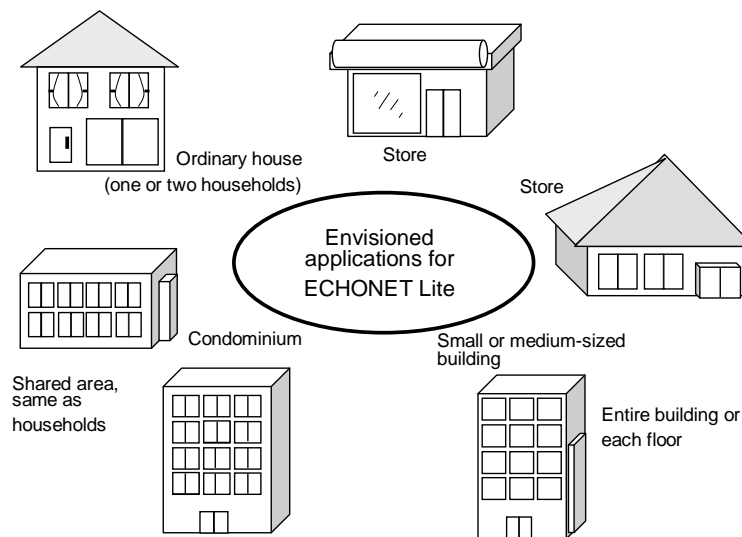 Ordinary house
(one or two households)
Store
Store
Envisioned
applications for
ECHONET Lite
Condominium
Small or medium-sized
building
Shared area,
same as
households
Entire building or
each floor